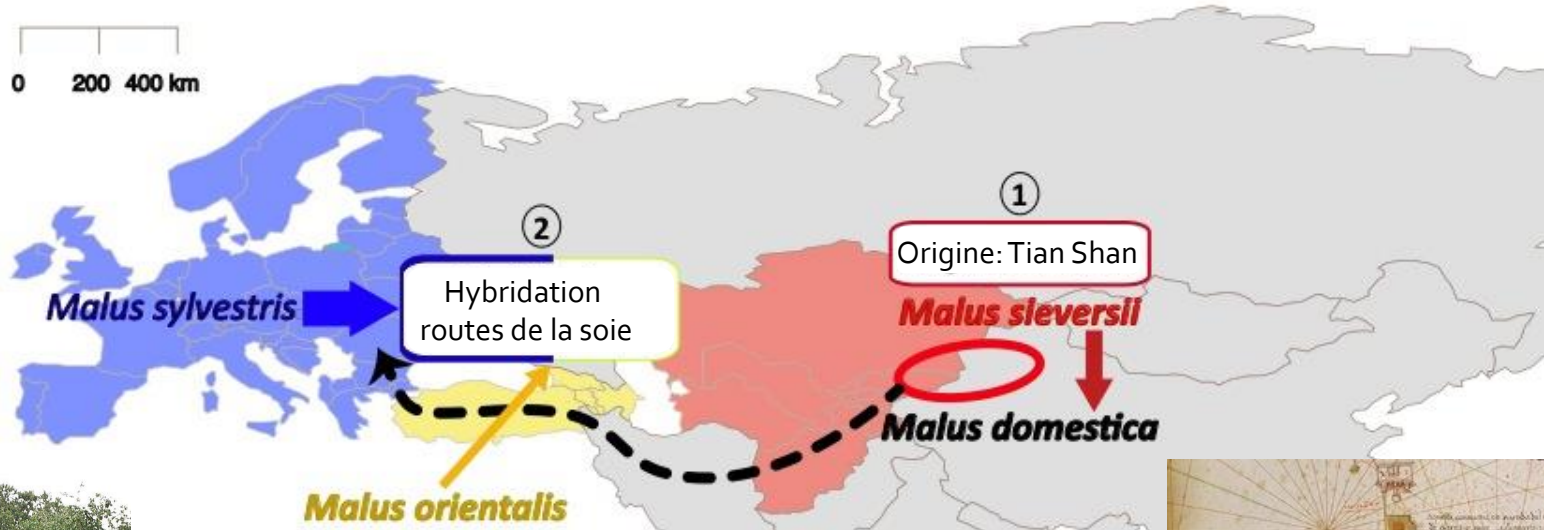 0 200 400 km
①
Origine: Tian Shan
②
Malus sieversii
Hybridation
routes de la soie
Malus sylvestris
Malus domestica
Malus orientalis